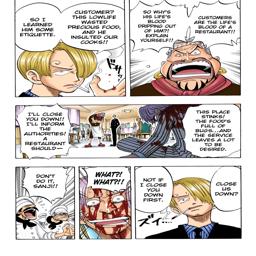 CUSTOMERS
ARE THE LIFE'S
BLOOD OF A
RESTAURANT!!
SO WHY'S
HIS LIFE'S
BLOOD
DRIPPING
OUT OF
HIM?!
EXPLAIN
YOURSELF!!
CUSTOMER?
THIS LOWLIFE
WASTED
PRECIOUS FOOD,
AND HE
INSULTED OUR
COOKS!!
SO I
LEARNED
HIM SOME
ETIQUETTE.
THIS PLACE
STINKS!
THE FOOD'S
FULL OF
BUGS...AND THE
SERVICE LEAVES
A LOT
TO BE
DESIRED.
I'LL CLOSE
YOU DOWN!!
I'LL INFORM
THE
AUTHORITIES!
RESTAURANT
SHOULD—
CLOSE
US
DOWN?
NOT IF
I CLOSE
YOU DOWN
FIRST.
WHAT?!
WHAT?!!
DON'T
DO IT,
SANJI!!